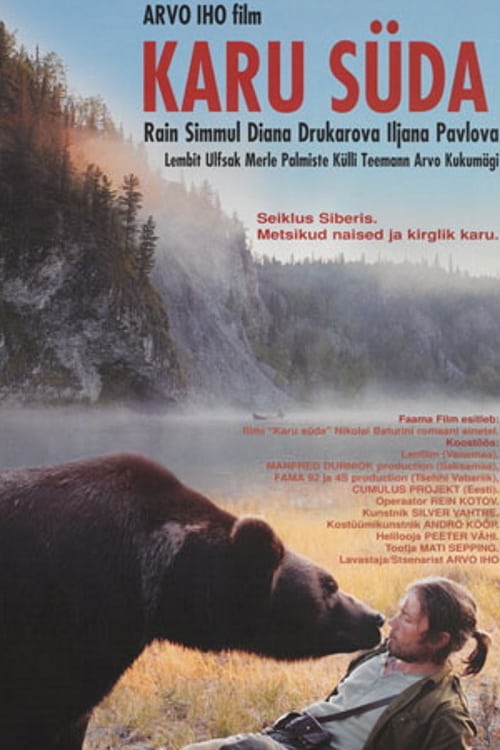 ARVO IHO film
KARU SÜDA
Rain Simmul Diana Drukarova Iljana Pavlova
Lembit Ulfsak Merle Palmiste Külli Teemann Arvo Kukumägi
Seiklus Siberis.
Metsikud naised ja kirglik karu.
Faama Film esitleb:
filmi "Karu süda" Nikolai Baturini romaani ainetel.
Koostöös:
Lenfilm (Venemaa),
MANFRED DURNIOK production (Saksamaa),
FAMA 92 ja 4S production (Tšehhi Vabariik),
CUMULUS PROJEKT (Eesti)
Operaator REIN KOTOV.
Kunstnik SILVER VAHTRE.
Kostüümikunstnik ANDRO KÖÖP.
Helilooja PEETER VÄHI.
Tootja MATI SEPPING.
Lavastaja/Stsenarist ARVO IHO